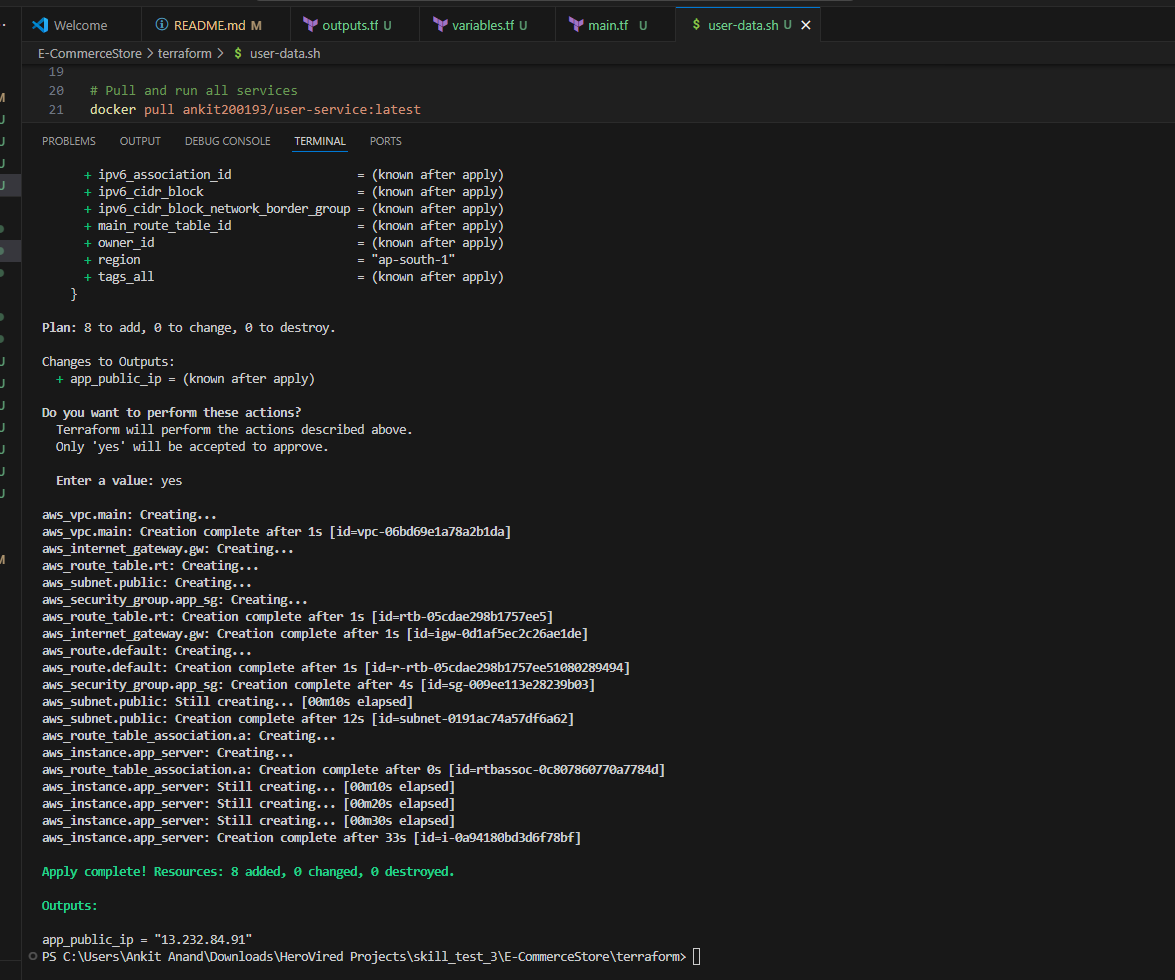 Welcome README.md M outputs.tf U variables.tf U main.tf U $ user-data.sh U
E-CommerceStore > terraform > $ user-data.sh
19
20 # Pull and run all services
21 docker pull ankit200193/user-service:latest
PROBLEMS OUTPUT DEBUG CONSOLE TERMINAL PORTS
+ ipv6_association_id = (known after apply)
+ ipv6_cidr_block = (known after apply)
+ ipv6_cidr_block_network_border_group = (known after apply)
+ main_route_table_id = (known after apply)
+ owner_id = (known after apply)
+ region = "ap-south-1"
+ tags_all = (known after apply)
}
Plan: 8 to add, 0 to change, 0 to destroy.
Changes to Outputs:
+ app_public_ip = (known after apply)
Do you want to perform these actions?
Terraform will perform the actions described above.
Only 'yes' will be accepted to approve.
Enter a value: yes
aws_vpc.main: Creating...
aws_vpc.main: Creation complete after 1s [id=vpc-06bd69e1a78a2b1da]
aws_internet_gateway.gw: Creating...
aws_route_table.rt: Creating...
aws_subnet.public: Creating...
aws_security_group.app_sg: Creating...
aws_route_table.rt: Creation complete after 1s [id=rtb-05cdae298b1757ee5]
aws_internet_gateway.gw: Creation complete after 1s [id=igw-0d1af5ec2c26ae1de]
aws_route.default: Creating...
aws_route.default: Creation complete after 1s [id=r-rtb-05cdae298b1757ee51080289494]
aws_security_group.app_sg: Creation complete after 4s [id=sg-009ee113e28239b03]
aws_subnet.public: Still creating... [00m10s elapsed]
aws_subnet.public: Creation complete after 12s [id=subnet-0191ac74a57df6a62]
aws_route_table_association.a: Creating...
aws_instance.app_server: Creating...
aws_route_table_association.a: Creation complete after 0s [id=rtbassoc-0c807860770a7784d]
aws_instance.app_server: Still creating... [00m10s elapsed]
aws_instance.app_server: Still creating... [00m20s elapsed]
aws_instance.app_server: Still creating... [00m30s elapsed]
aws_instance.app_server: Creation complete after 33s [id=i-0a94180bd3d6f78bf]
Apply complete! Resources: 8 added, 0 changed, 0 destroyed.
Outputs:
app_public_ip = "13.232.84.91"
PS C:\Users\Ankit Anand\Downloads\HeroVired Projects\skill_test_3\E-CommerceStore\terraform>